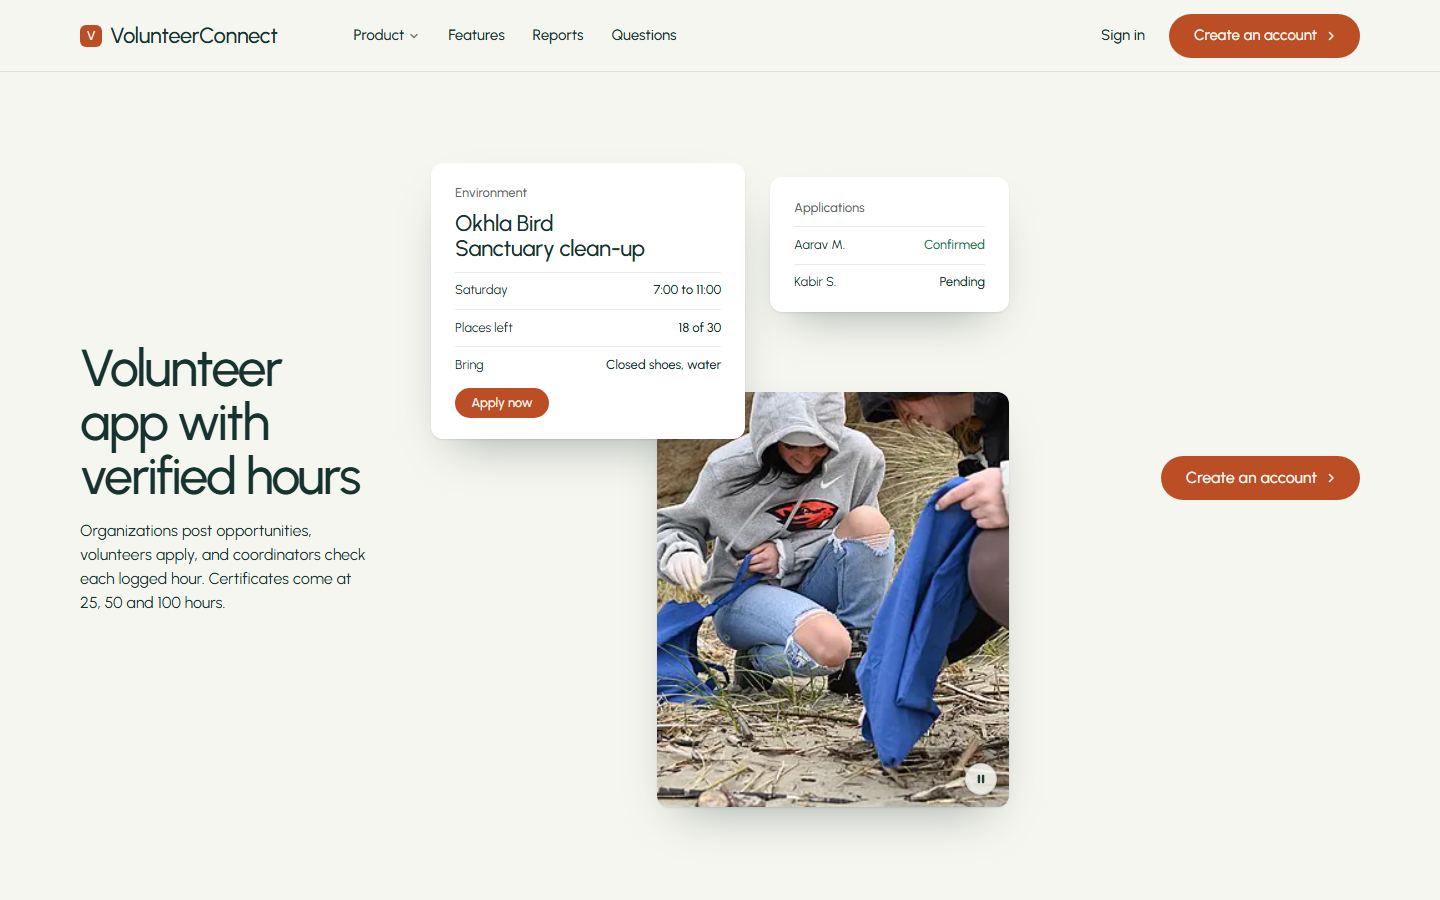 V VolunteerConnect
Product
Features
Reports
Questions
Sign in
Create an account
Volunteer
app with
verified hours
Organizations post opportunities,
volunteers apply, and coordinators check
each logged hour. Certificates come at
25, 50 and 100 hours.
Environment
Okhla Bird
Sanctuary clean-up
Saturday 7:00 to 11:00
Places left 18 of 30
Bring Closed shoes, water
Apply now
Applications
Aarav M. Confirmed
Kabir S. Pending
Create an account